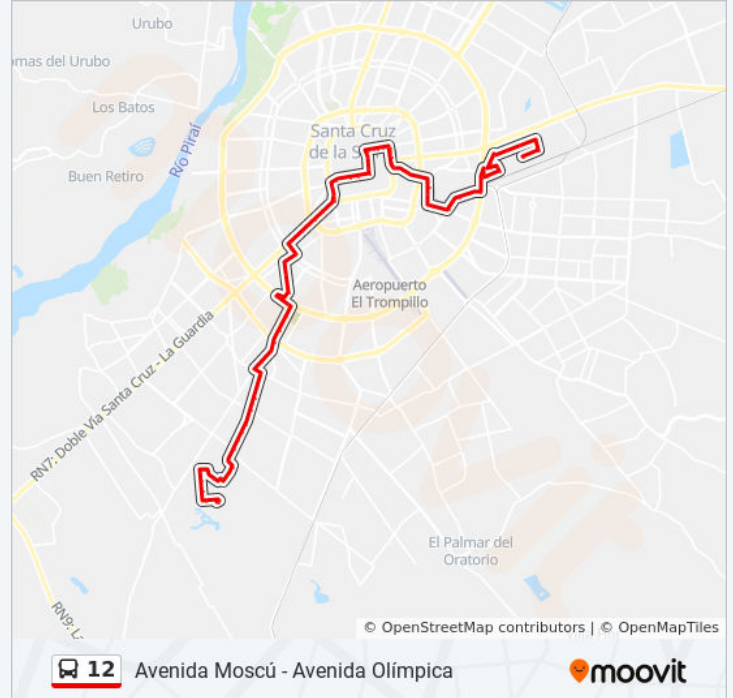 Urubo
omas del Urubo
Los Batos
Río Piraí
Santa Cruz
de la S
Buen Retiro
Aeropuerto
El Trompillo
RN7: Doble Vía Santa Cruz - La Guardia
El Palmar del
Oratorio
RN9: La
© OpenStreetMap contributors | © OpenMapTiles
12 Avenida Moscú - Avenida Olímpica
moovit